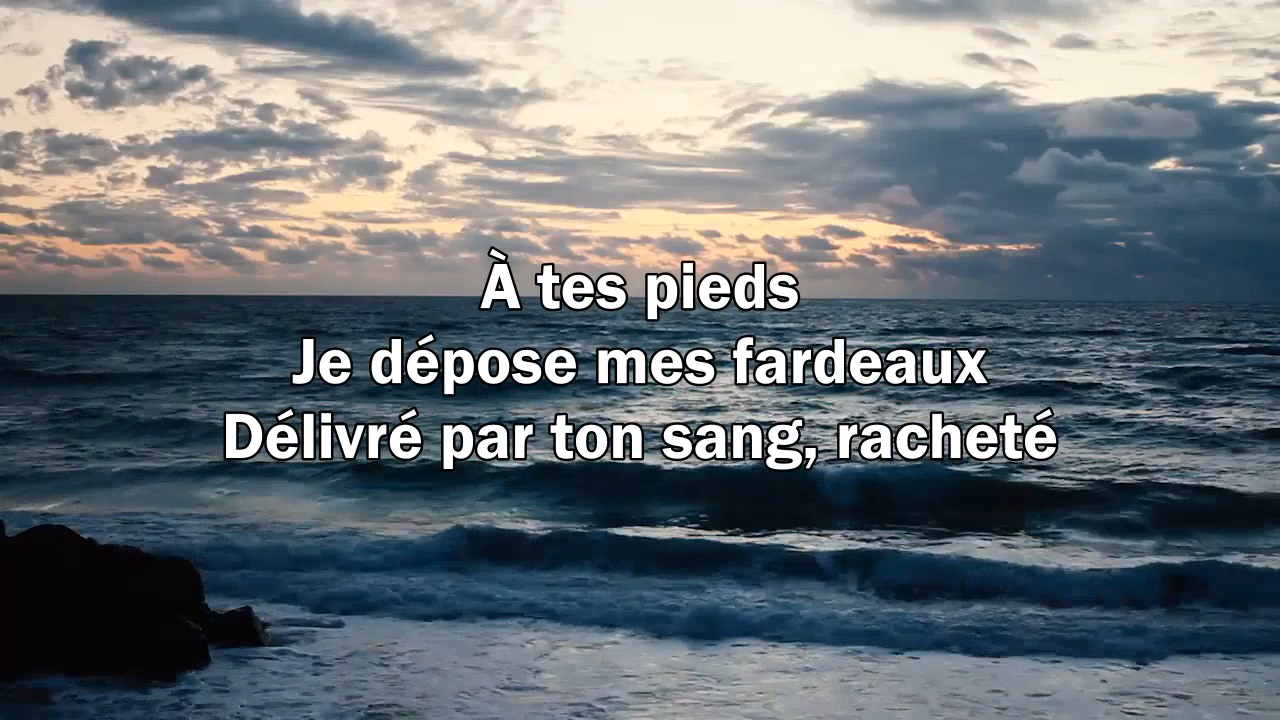 À tes pieds
Je dépose mes fardeaux
Délivré par ton sang, racheté